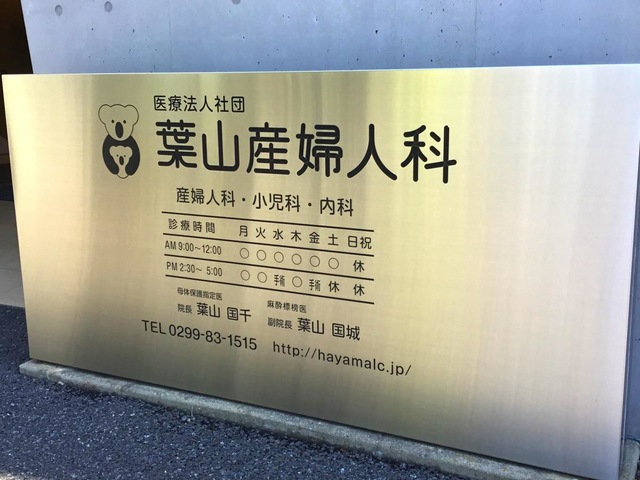 医療法人社団
葉山産婦人科
産婦人科・小児科・内科
診療時間 月 火 水 木 金 土 日祝
AM 9:00～12:00 ○ ○ ○ ○ ○ ○ 休
PM 2:30～ 5:00 ○ ○ 手術 ○ 手術 休 休
母体保護指定医 麻酔標榜医
院長 葉山 国千 副院長 葉山 国城
TEL 0299-83-1515 http://hayamalc.jp/